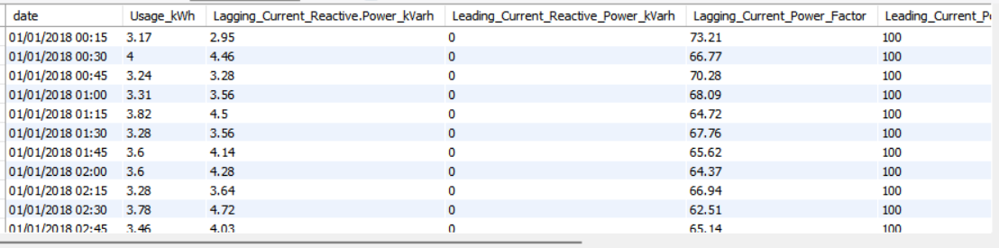 date Usage_kWh Lagging_Current_Reactive.Power_kVarh Leading_Current_Reactive_Power_kVarh Lagging_Current_Power_Factor Leading_Current_P
01/01/2018 00:15 3.17 2.95 0 73.21 100
01/01/2018 00:30 4 4.46 0 66.77 100
01/01/2018 00:45 3.24 3.28 0 70.28 100
01/01/2018 01:00 3.31 3.56 0 68.09 100
01/01/2018 01:15 3.82 4.5 0 64.72 100
01/01/2018 01:30 3.28 3.56 0 67.76 100
01/01/2018 01:45 3.6 4.14 0 65.62 100
01/01/2018 02:00 3.6 4.28 0 64.37 100
01/01/2018 02:15 3.28 3.64 0 66.94 100
01/01/2018 02:30 3.78 4.72 0 62.51 100
01/01/2018 02:45 3.46 4.03 0 65.14 100